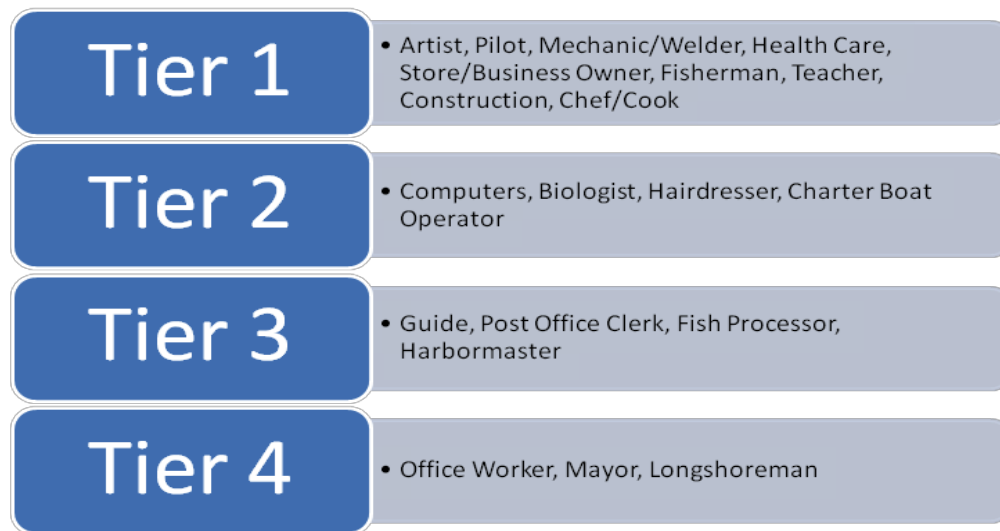 Tier 1
• Artist, Pilot, Mechanic/Welder, Health Care,
Store/Business Owner, Fisherman, Teacher,
Construction, Chef/Cook
Tier 2
• Computers, Biologist, Hairdresser, Charter Boat
Operator
Tier 3
• Guide, Post Office Clerk, Fish Processor,
Harbormaster
Tier 4
• Office Worker, Mayor, Longshoreman